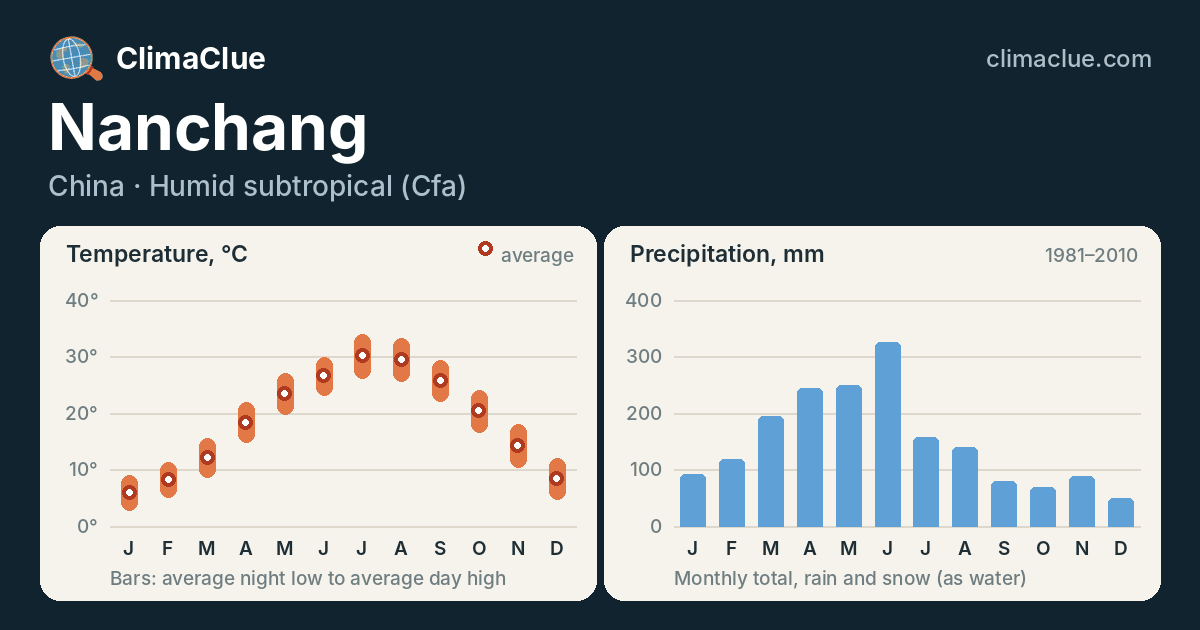 ClimaClue
climaclue.com
Nanchang
China · Humid subtropical (Cfa)
Temperature, °C
average
40°
30°
20°
10°
0°
J F M A M J J A S O N D
Bars: average night low to average day high
Precipitation, mm
1981–2010
400
300
200
100
0
J F M A M J J A S O N D
Monthly total, rain and snow (as water)